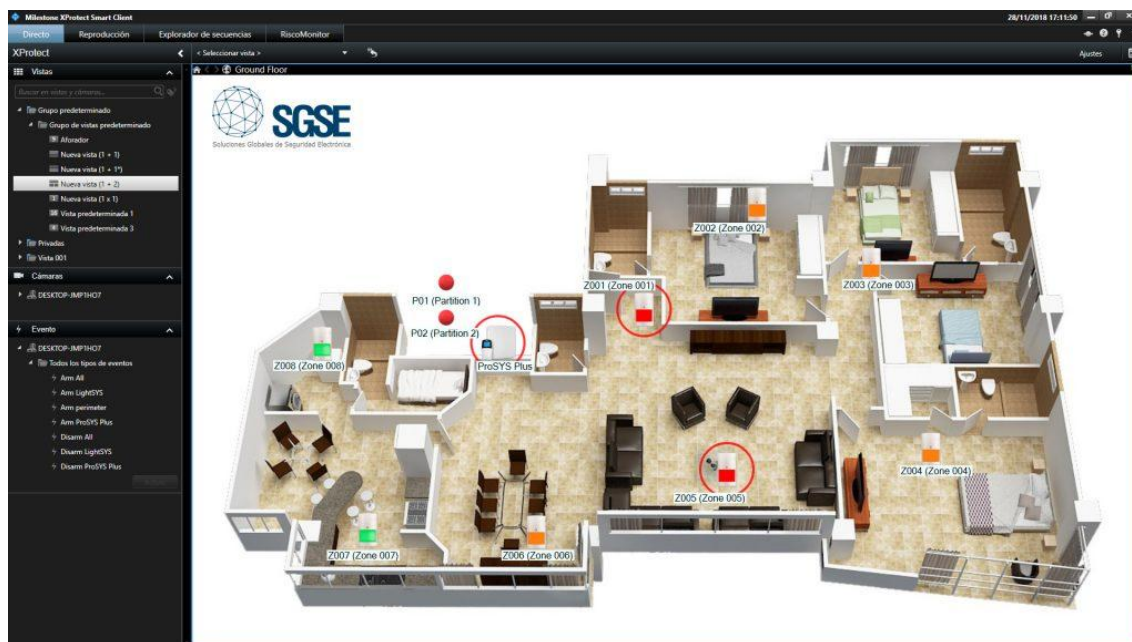 Milestone XProtect Smart Client
28/11/2018 17:11:50
Directo
Reproducción
Explorador de secuencias
RiscoMonitor
XProtect
< Seleccionar vista >
Ajustes
Vistas
Ground Floor
Buscar en vistas y cámaras...
Grupo predeterminado
Grupo de vistas predeterminado
Aforador
Nueva vista (1 + 1)
Nueva vista (1 + 1*)
Nueva vista (1 + 2)
Nueva vista (1 x 1)
Vista predeterminada 1
Vista predeterminada 3
Privadas
Vista 001
Cámaras
DESKTOP-JMP1HO7
Evento
DESKTOP-JMP1HO7
Todos los tipos de eventos
Arm All
Arm LightSYS
Arm perimeter
Arm ProSYS Plus
Disarm All
Disarm LightSYS
Disarm ProSYS Plus
SGSE
Soluciones Globales de Seguridad Electrónica
Z002 (Zone 002)
Z001 (Zone 001)
Z003 (Zone 003)
P01 (Partition 1)
P02 (Partition 2)
Z008 (Zone 008)
ProSYS Plus
Z004 (Zone 004)
Z005 (Zone 005)
Z007 (Zone 007)
Z006 (Zone 006)